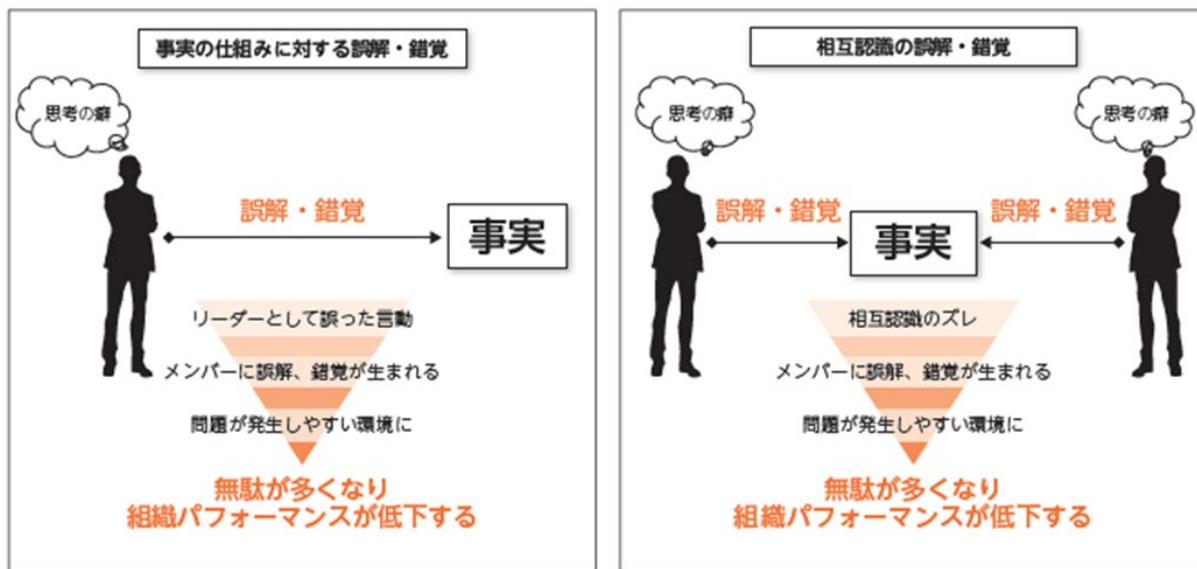 事実の仕組みに対する誤解・錯覚
思考の癖
誤解・錯覚
事実
リーダーとして誤った言動
メンバーに誤解、錯覚が生まれる
問題が発生しやすい環境に
無駄が多くなり
組織パフォーマンスが低下する
相互認識の誤解・錯覚
思考の癖
思考の癖
誤解・錯覚
誤解・錯覚
事実
相互認識のズレ
メンバーに誤解、錯覚が生まれる
問題が発生しやすい環境に
無駄が多くなり
組織パフォーマンスが低下する